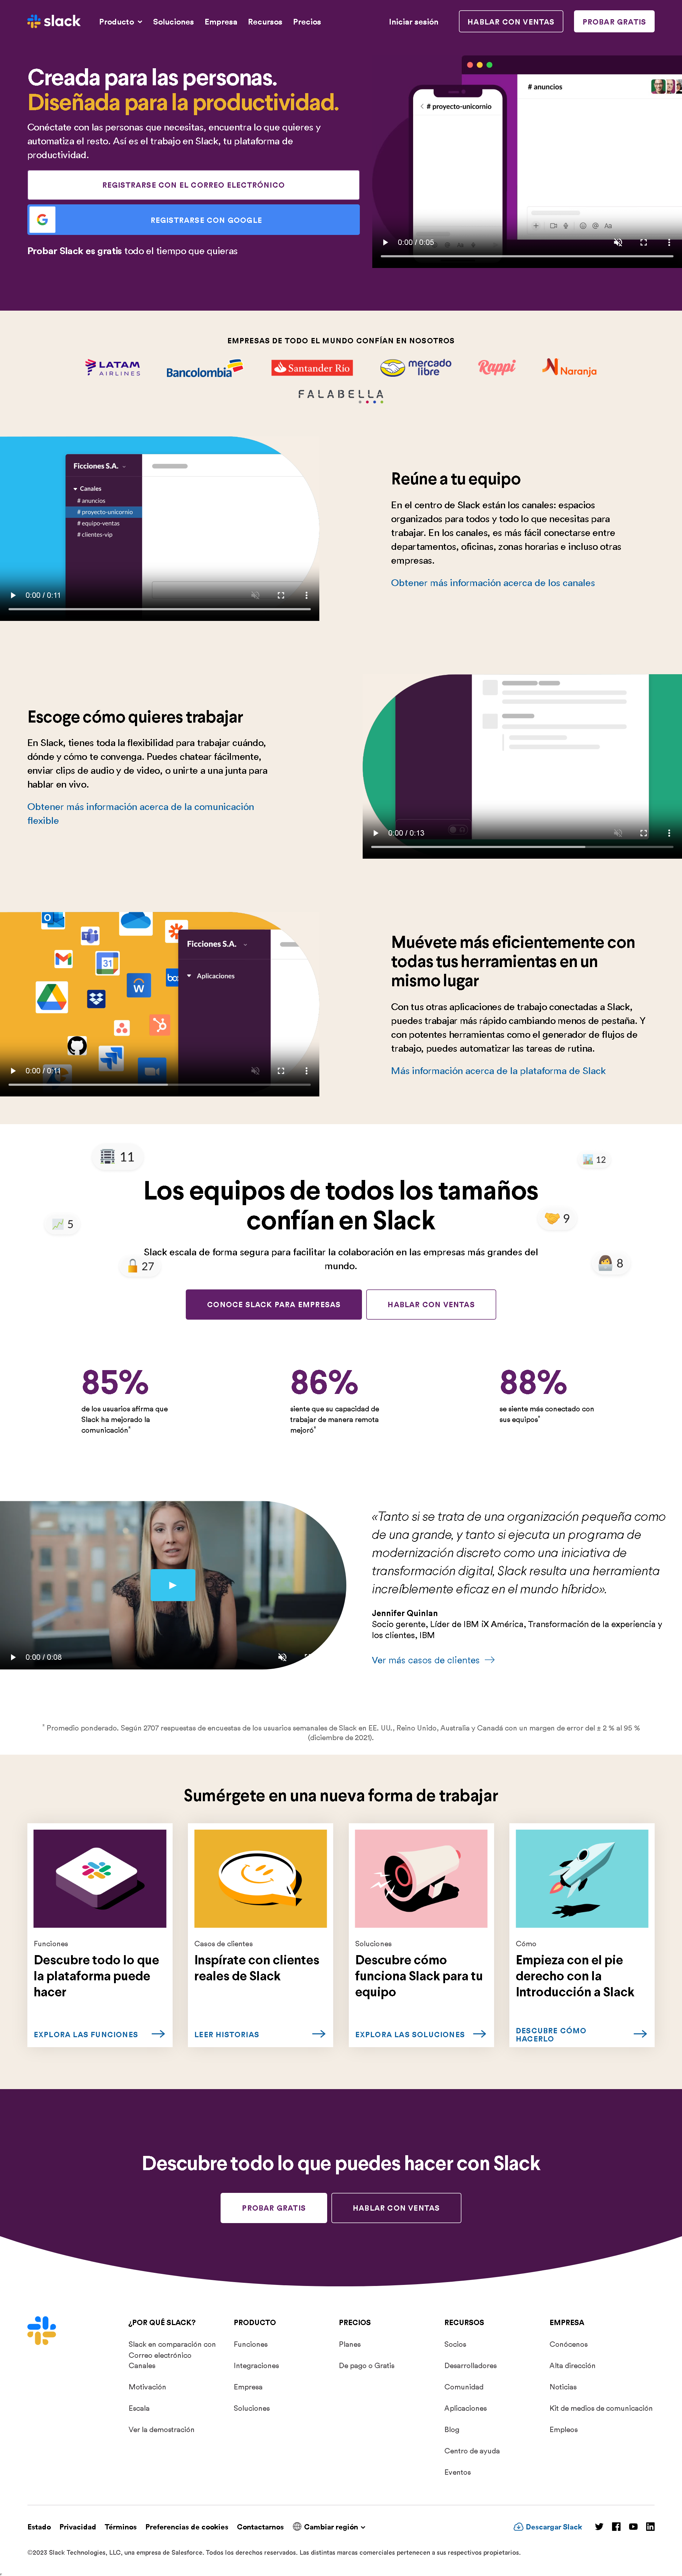 slack
Producto
Soluciones
Empresa
Recursos
Precios
Iniciar sesión
HABLAR CON VENTAS
PROBAR GRATIS
Creada para las personas.
Diseñada para la productividad.
Conéctate con las personas que necesitas, encuentra lo que quieres y
automatiza el resto. Así es el trabajo en Slack, tu plataforma de
productividad.
REGISTRARSE CON EL CORREO ELECTRÓNICO
REGISTRARSE CON GOOGLE
Probar Slack es gratis todo el tiempo que quieras
# proyecto-unicornio
# anuncios
Aa
0:00 / 0:05
EMPRESAS DE TODO EL MUNDO CONFÍAN EN NOSOTROS
LATAM
AIRLINES
Bancolombia
Santander Río
mercado
libre
Rappi
Naranja
FALABELLA
Ficciones S.A.
Canales
# anuncios
# proyecto-unicornio
# equipo-ventas
# clientes-vip
0:00 / 0:11
Reúne a tu equipo
En el centro de Slack están los canales: espacios
organizados para todos y todo lo que necesitas para
trabajar. En los canales, es más fácil conectarse entre
departamentos, oficinas, zonas horarias e incluso otras
empresas.
Obtener más información acerca de los canales
Escoge cómo quieres trabajar
En Slack, tienes toda la flexibilidad para trabajar cuándo,
dónde y cómo te convenga. Puedes chatear fácilmente,
enviar clips de audio y de video, o unirte a una junta para
hablar en vivo.
Obtener más información acerca de la comunicación
flexible
0:00 / 0:13
31
W
Ficciones S.A.
Aplicaciones
0:00 / 0:11
Muévete más eficientemente con
todas tus herramientas en un
mismo lugar
Con tus otras aplicaciones de trabajo conectadas a Slack,
puedes trabajar más rápido cambiando menos de pestaña. Y
con potentes herramientas como el generador de flujos de
trabajo, puedes automatizar las tareas de rutina.
Más información acerca de la plataforma de Slack
11
12
5
9
27
8
Los equipos de todos los tamaños
confían en Slack
Slack escala de forma segura para facilitar la colaboración en las empresas más grandes del
mundo.
CONOCE SLACK PARA EMPRESAS
HABLAR CON VENTAS
85%
de los usuarios afirma que
Slack ha mejorado la
comunicación*
86%
siente que su capacidad de
trabajar de manera remota
mejoró*
88%
se siente más conectado con
sus equipos*
0:00 / 0:08
«Tanto si se trata de una organización pequeña como
de una grande, y tanto si ejecuta un programa de
modernización discreto como una iniciativa de
transformación digital, Slack resulta una herramienta
increíblemente eficaz en el mundo híbrido».
Jennifer Quinlan
Socio gerente, Líder de IBM iX América, Transformación de la experiencia y
los clientes, IBM
Ver más casos de clientes
* Promedio ponderado. Según 2707 respuestas de encuestas de los usuarios semanales de Slack en EE. UU., Reino Unido, Australia y Canadá con un margen de error del ± 2 % al 95 %
(diciembre de 2021).
Sumérgete en una nueva forma de trabajar
Funciones
Descubre todo lo que
la plataforma puede
hacer
EXPLORA LAS FUNCIONES
Casos de clientes
Inspírate con clientes
reales de Slack
LEER HISTORIAS
Soluciones
Descubre cómo
funciona Slack para tu
equipo
EXPLORA LAS SOLUCIONES
Cómo
Empieza con el pie
derecho con la
Introducción a Slack
DESCUBRE CÓMO
HACERLO
Descubre todo lo que puedes hacer con Slack
PROBAR GRATIS
HABLAR CON VENTAS
¿POR QUÉ SLACK?
Slack en comparación con
Correo electrónico
Canales
Motivación
Escala
Ver la demostración
PRODUCTO
Funciones
Integraciones
Empresa
Soluciones
PRECIOS
Planes
De pago o Gratis
RECURSOS
Socios
Desarrolladores
Comunidad
Aplicaciones
Blog
Centro de ayuda
Eventos
EMPRESA
Conócenos
Alta dirección
Noticias
Kit de medios de comunicación
Empleos
Estado
Privacidad
Términos
Preferencias de cookies
Contactarnos
Cambiar región
Descargar Slack
©2023 Slack Technologies, LLC, una empresa de Salesforce. Todos los derechos reservados. Las distintas marcas comerciales pertenecen a sus respectivos propietarios.